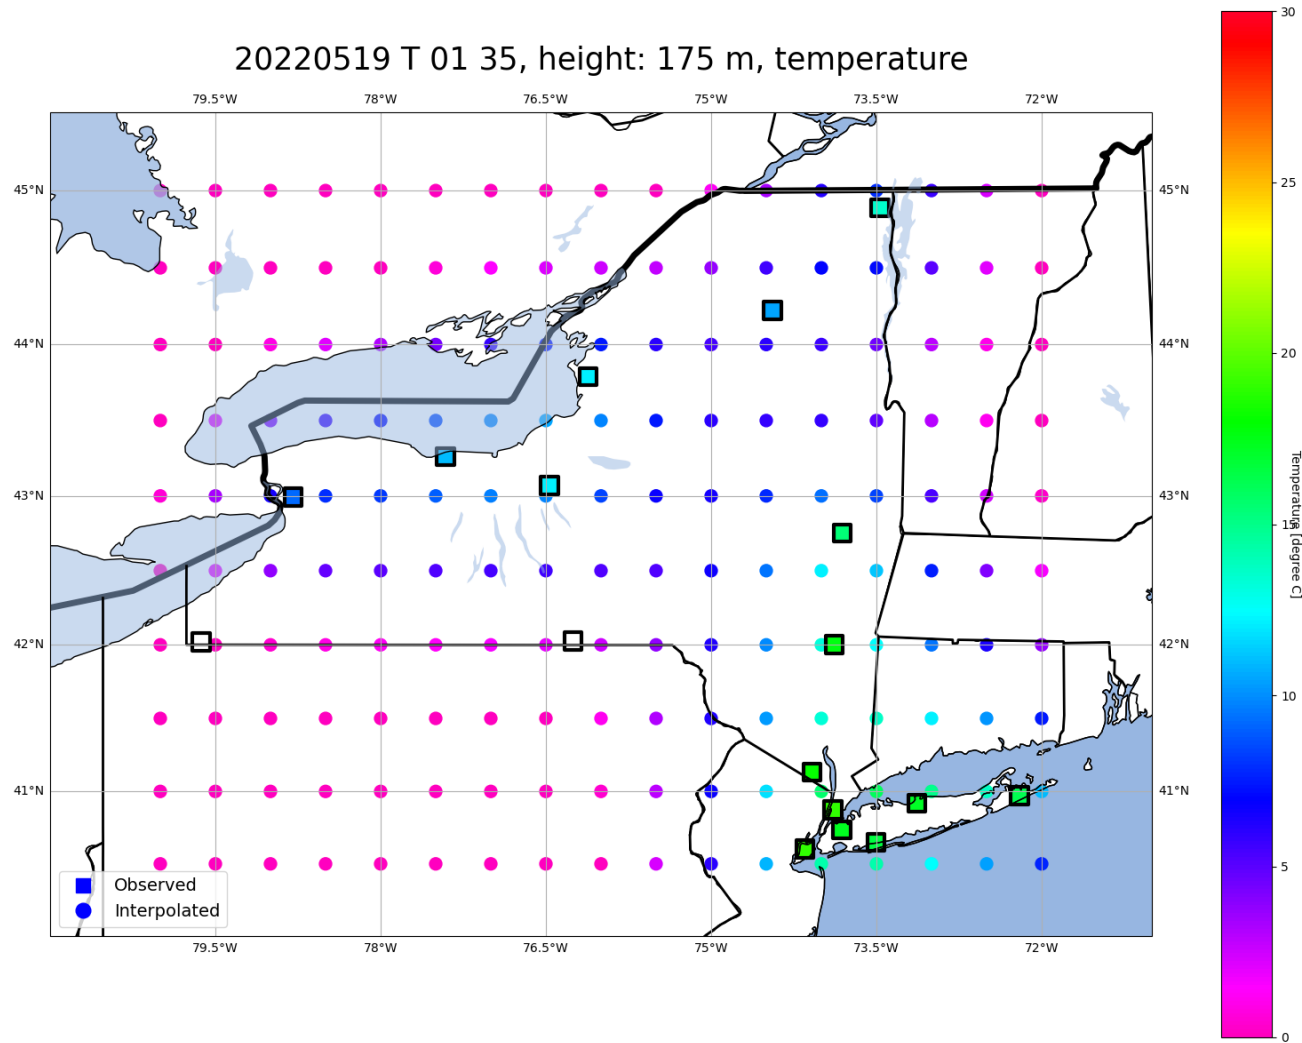 20220519 T 01 35, height: 175 m, temperature
79.5°W 78°W 76.5°W 75°W 73.5°W 72°W
45°N 45°N
44°N 44°N
43°N 43°N
42°N 42°N
41°N 41°N
79.5°W 78°W 76.5°W 75°W 73.5°W 72°W
Observed
Interpolated
30
25
20
15
10
5
0
Temperature [degree C]